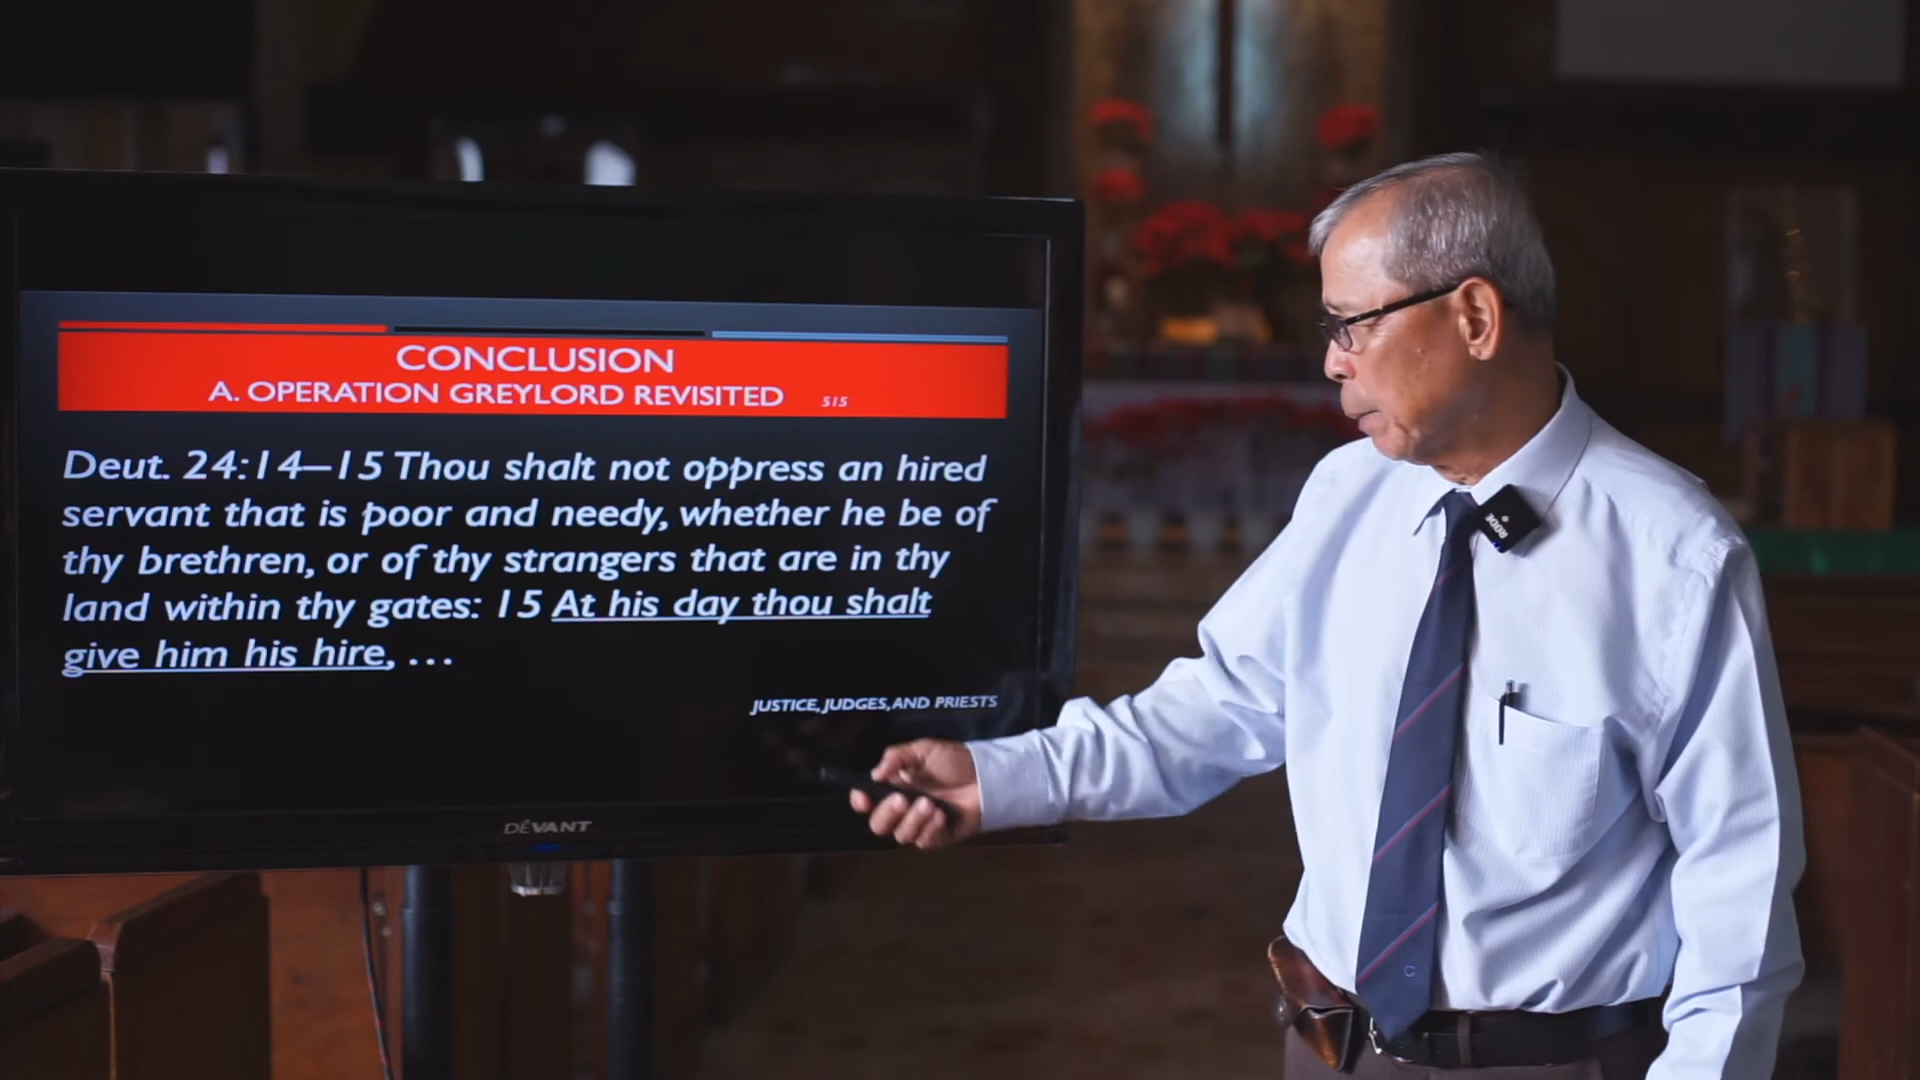 CONCLUSION
A. OPERATION GREYLORD REVISITED 515
Deut. 24:14–15 Thou shalt not oppress an hired
servant that is poor and needy, whether he be of
thy brethren, or of thy strangers that are in thy
land within thy gates: 15 At his day thou shalt
give him his hire, ...
JUSTICE, JUDGES, AND PRIESTS
DEVANT
RODE